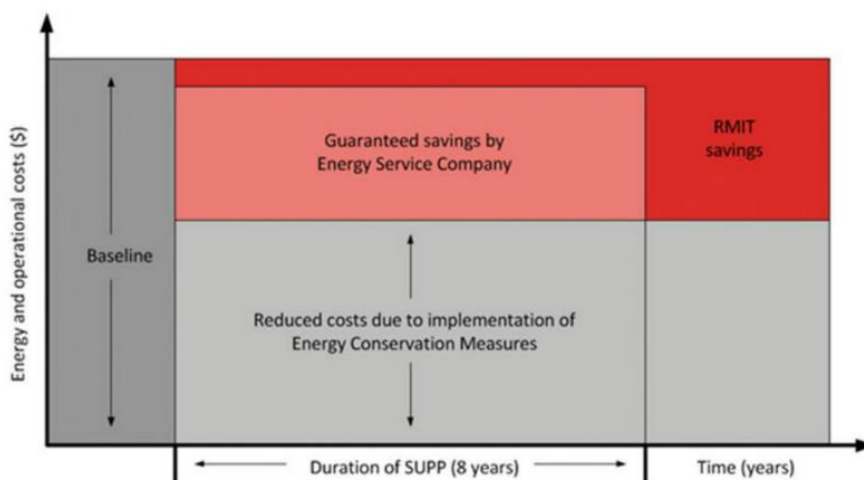 Energy and operational costs ($)
Baseline
Guaranteed savings by
Energy Service Company
RMIT
savings
Reduced costs due to implementation of
Energy Conservation Measures
Duration of SUPP (8 years)
Time (years)